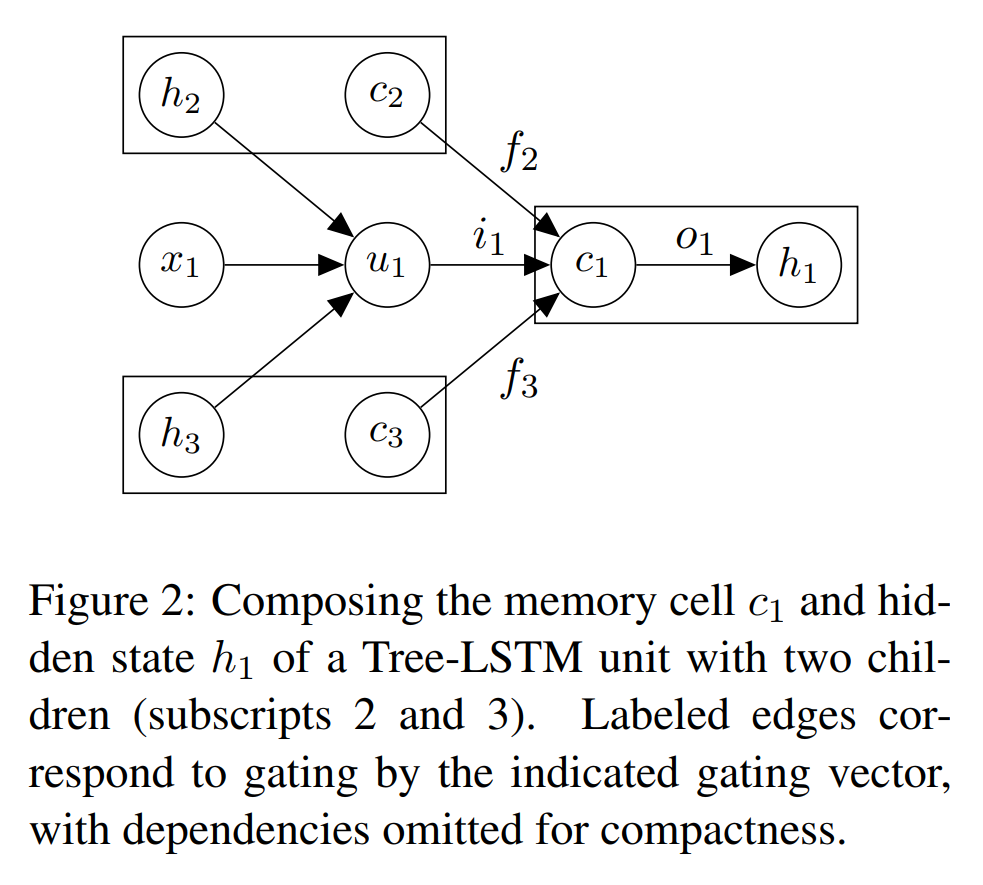 h₂ c₂
f₂
x₁ u₁ i₁ c₁ o₁ h₁
f₃
h₃ c₃
Figure 2: Composing the memory cell c₁ and hid-
den state h₁ of a Tree-LSTM unit with two chil-
dren (subscripts 2 and 3). Labeled edges cor-
respond to gating by the indicated gating vector,
with dependencies omitted for compactness.